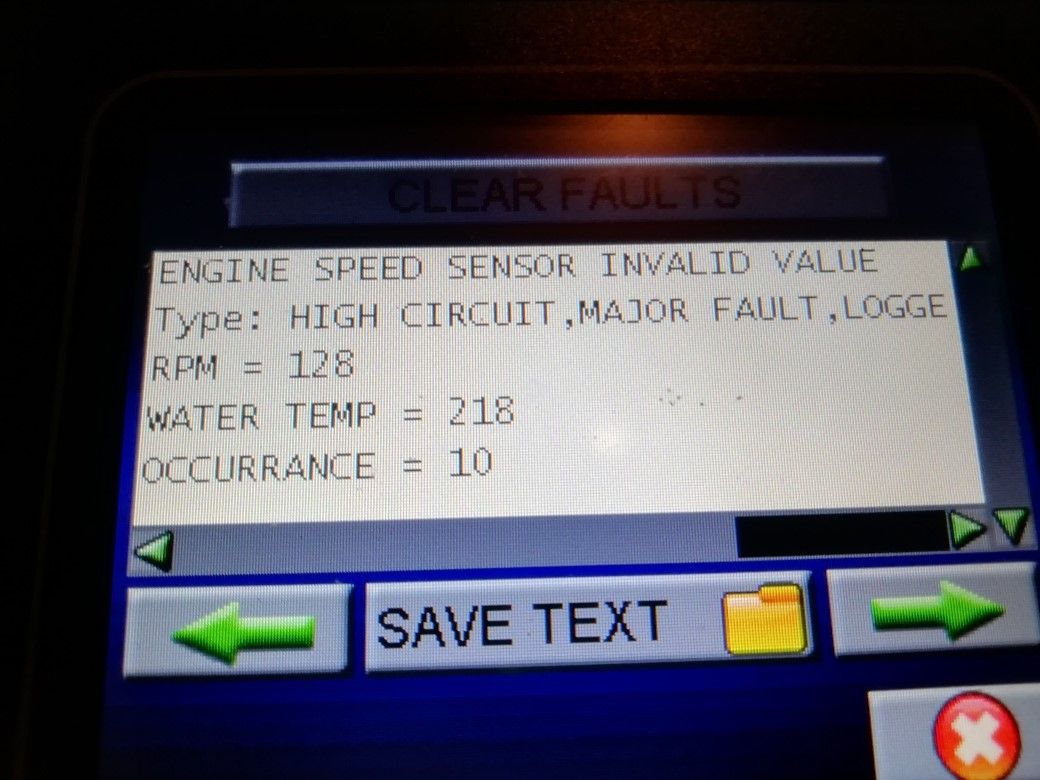 CLEAR FAULTS
ENGINE SPEED SENSOR INVALID VALUE
Type: HIGH CIRCUIT,MAJOR FAULT,LOGGE
RPM = 128
WATER TEMP = 218
OCCURRANCE = 10
SAVE TEXT